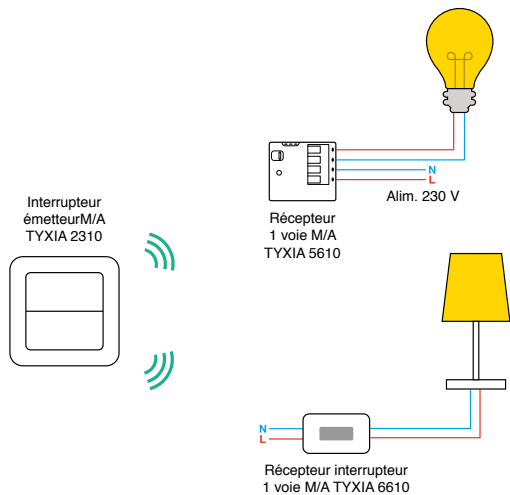 Interrupteur
émetteurM/A
TYXIA 2310
N
L
Alim. 230 V
Récepteur
1 voie M/A
TYXIA 5610
N
L
Récepteur interrupteur
1 voie M/A TYXIA 6610